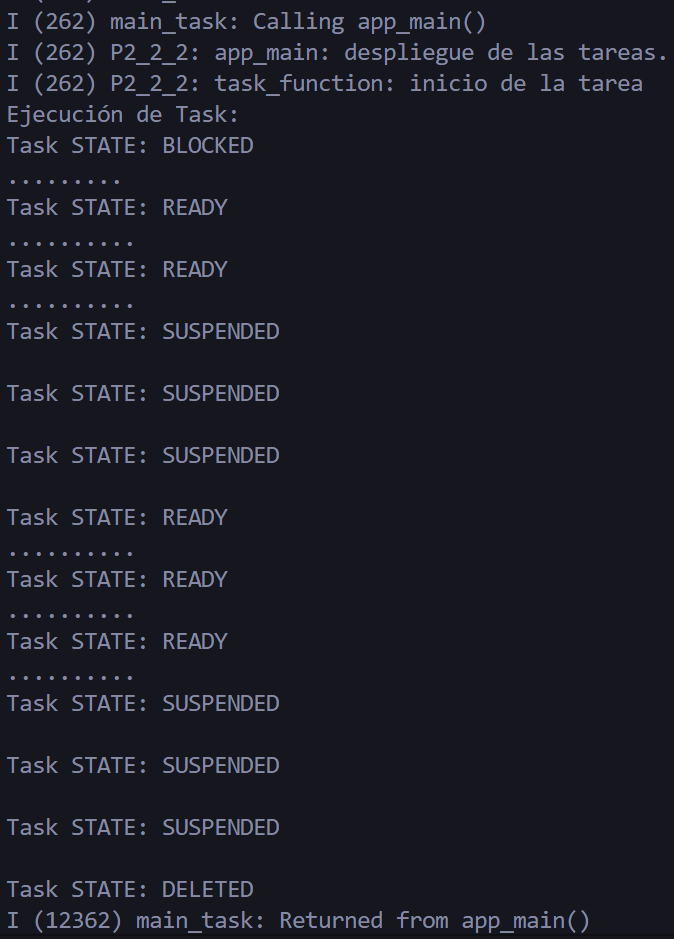 I (262) main_task: Calling app_main()
I (262) P2_2_2: app_main: despliegue de las tareas.
I (262) P2_2_2: task_function: inicio de la tarea
Ejecución de Task:
Task STATE: BLOCKED
.........
Task STATE: READY
..........
Task STATE: READY
..........
Task STATE: SUSPENDED
Task STATE: SUSPENDED
Task STATE: SUSPENDED
Task STATE: READY
..........
Task STATE: READY
..........
Task STATE: READY
..........
Task STATE: SUSPENDED
Task STATE: SUSPENDED
Task STATE: SUSPENDED
Task STATE: DELETED
I (12362) main_task: Returned from app_main()